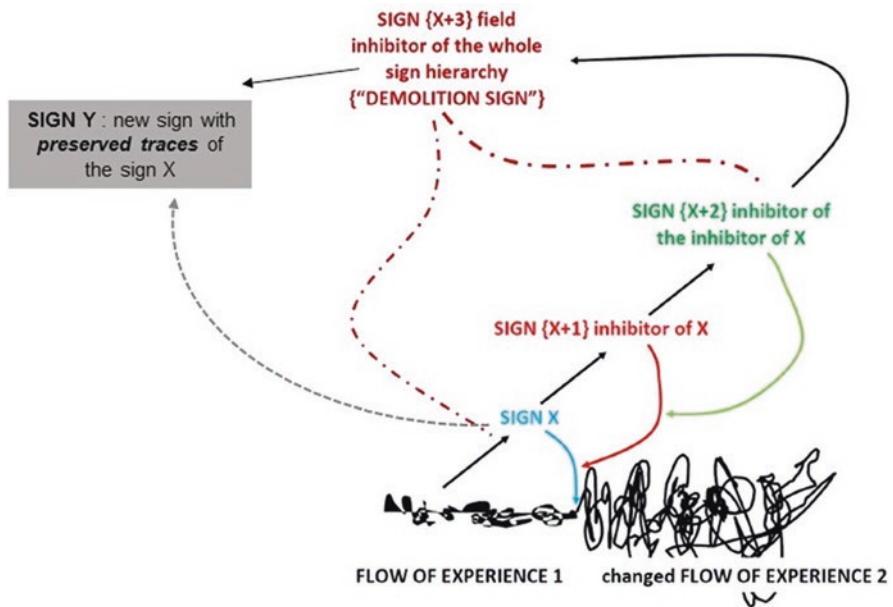 SIGN {X+3} field
inhibitor of the whole
sign hierarchy
{"DEMOLITION SIGN"}
SIGN Y : new sign with
preserved traces of
the sign X
SIGN {X+2} inhibitor of
the inhibitor of X
SIGN {X+1} inhibitor of X
SIGN X
FLOW OF EXPERIENCE 1
changed FLOW OF EXPERIENCE 2